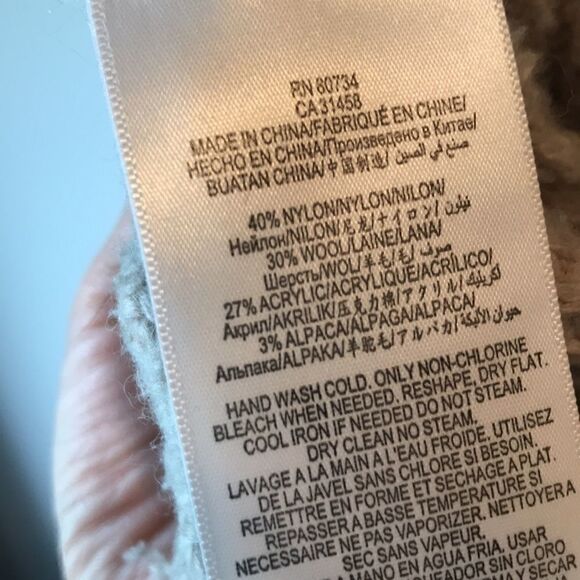 RN 80734
CA 31458
MADE IN CHINA/FABRIQUÉ EN CHINE/
HECHO EN CHINA/Произведено в Китае/
BUATAN CHINA/中国制造/ صنع في الصين/
40% NYLON/NYLON/NILON/
Нейлон/NILON/尼龙/ナイロン/ نيلون/
30% WOOL/LAINE/LANA/
Шерсть/WOL/羊毛/毛/ صوف/
27% ACRYLIC/ACRYLIQUE/ACRÍLICO/
Акрил/AKRILIK/压克力棉/アクリル/ أكريليك/
3% ALPACA/ALPAGA/ALPACA/
Альпака/ALPAKA/羊驼毛/アルパカ/ حيوان الألبكة/
HAND WASH COLD. ONLY NON-CHLORINE
BLEACH WHEN NEEDED. RESHAPE, DRY FLAT.
COOL IRON IF NEEDED DO NOT STEAM.
DRY CLEAN NO STEAM.
LAVAGE A LA MAIN A L'EAU FROIDE. UTILISEZ
DE LA JAVEL SANS CHLORE SI BESOIN.
REMETTRE EN FORME ET SECHAGE A PLAT.
REPASSER A BASSE TEMPERATURE SI
NECESSAIRE NE PAS VAPORIZER. NETTOYERA
SEC SANS VAPEUR.
A MANO EN AGUA FRIA. USAR
SIN CLORO
Y SECAR